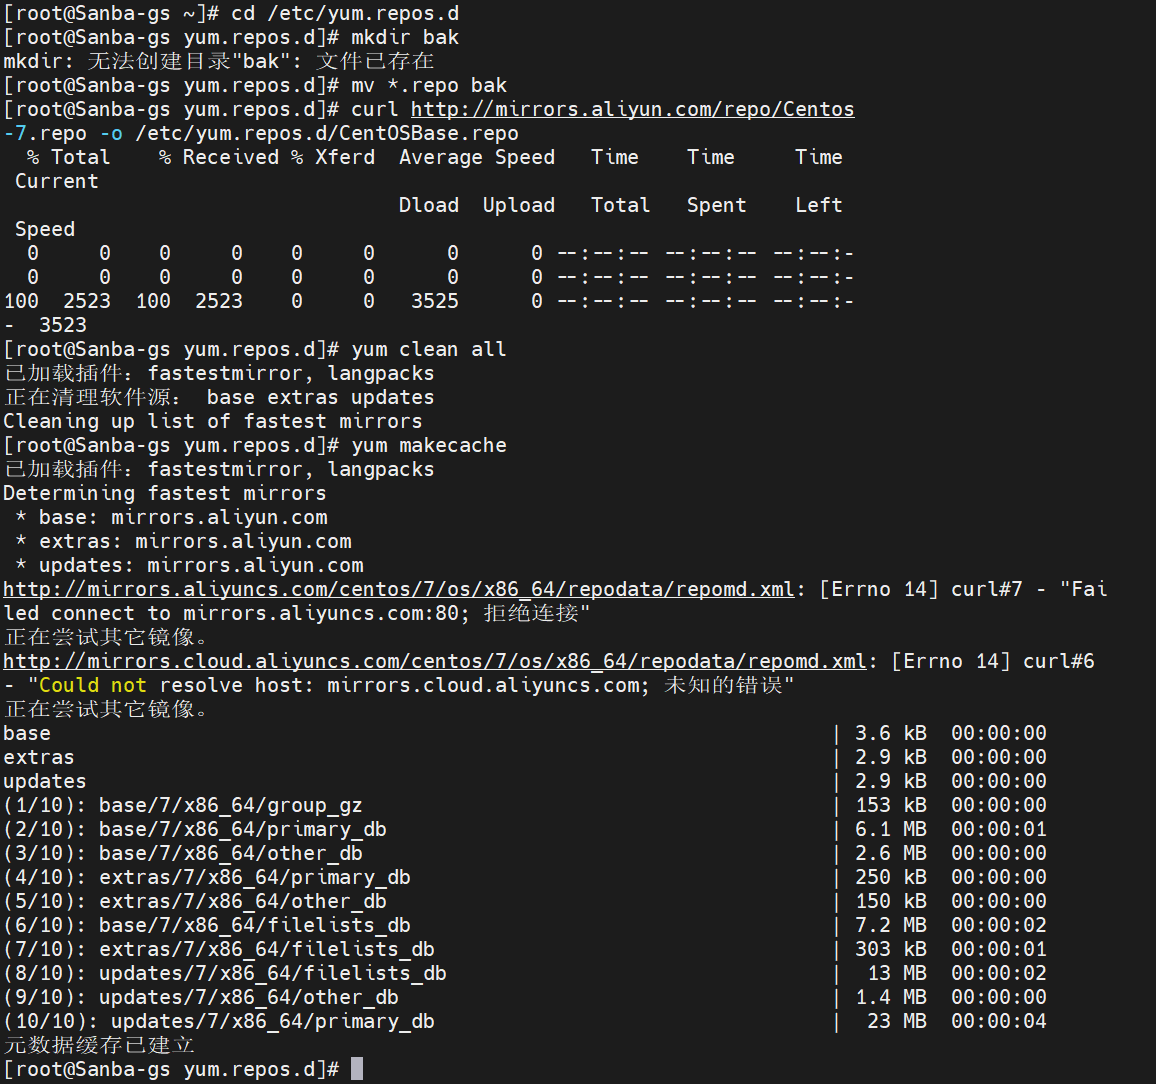 [root@Sanba-gs ~]# cd /etc/yum.repos.d
[root@Sanba-gs yum.repos.d]# mkdir bak
mkdir: 无法创建目录"bak": 文件已存在
[root@Sanba-gs yum.repos.d]# mv *.repo bak
[root@Sanba-gs yum.repos.d]# curl http://mirrors.aliyun.com/repo/Centos
-7.repo -o /etc/yum.repos.d/CentOSBase.repo
  % Total    % Received % Xferd  Average Speed   Time    Time     Time
 Current
                                 Dload  Upload   Total   Spent    Left
 Speed
  0     0    0     0    0     0      0      0 --:--:-- --:--:-- --:--:-
  0     0    0     0    0     0      0      0 --:--:-- --:--:-- --:--:-
100  2523  100  2523    0     0   3525      0 --:--:-- --:--:-- --:--:-
-  3523
[root@Sanba-gs yum.repos.d]# yum clean all
已加载插件：fastestmirror, langpacks
正在清理软件源： base extras updates
Cleaning up list of fastest mirrors
[root@Sanba-gs yum.repos.d]# yum makecache
已加载插件：fastestmirror, langpacks
Determining fastest mirrors
 * base: mirrors.aliyun.com
 * extras: mirrors.aliyun.com
 * updates: mirrors.aliyun.com
http://mirrors.aliyuncs.com/centos/7/os/x86_64/repodata/repomd.xml: [Errno 14] curl#7 - "Fai
led connect to mirrors.aliyuncs.com:80; 拒绝连接"
正在尝试其它镜像。
http://mirrors.cloud.aliyuncs.com/centos/7/os/x86_64/repodata/repomd.xml: [Errno 14] curl#6
- "Could not resolve host: mirrors.cloud.aliyuncs.com; 未知的错误"
正在尝试其它镜像。
base | 3.6 kB  00:00:00
extras | 2.9 kB  00:00:00
updates | 2.9 kB  00:00:00
(1/10): base/7/x86_64/group_gz | 153 kB  00:00:00
(2/10): base/7/x86_64/primary_db | 6.1 MB  00:00:01
(3/10): base/7/x86_64/other_db | 2.6 MB  00:00:00
(4/10): extras/7/x86_64/primary_db | 250 kB  00:00:00
(5/10): extras/7/x86_64/other_db | 150 kB  00:00:00
(6/10): base/7/x86_64/filelists_db | 7.2 MB  00:00:02
(7/10): extras/7/x86_64/filelists_db | 303 kB  00:00:01
(8/10): updates/7/x86_64/filelists_db |  13 MB  00:00:02
(9/10): updates/7/x86_64/other_db | 1.4 MB  00:00:00
(10/10): updates/7/x86_64/primary_db |  23 MB  00:00:04
元数据缓存已建立
[root@Sanba-gs yum.repos.d]#